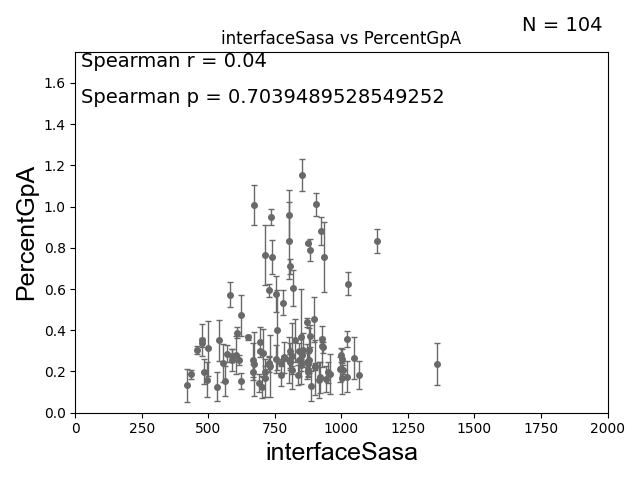 N = 104
interfaceSasa vs PercentGpA
Spearman r = 0.04
Spearman p = 0.7039489528549252
PercentGpA
1.6
1.4
1.2
1.0
0.8
0.6
0.4
0.2
0.0
0 250 500 750 1000 1250 1500 1750 2000
interfaceSasa